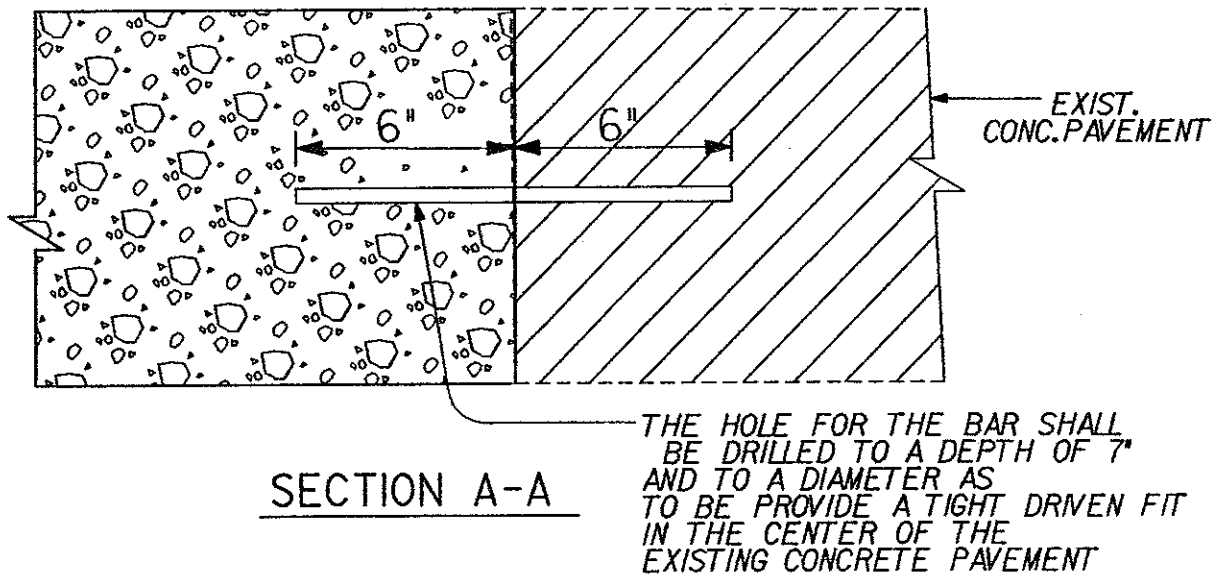 6" 6"
EXIST.
CONC. PAVEMENT
THE HOLE FOR THE BAR SHALL
BE DRILLED TO A DEPTH OF 7"
AND TO A DIAMETER AS
TO BE PROVIDE A TIGHT DRIVEN FIT
IN THE CENTER OF THE
EXISTING CONCRETE PAVEMENT
SECTION A-A